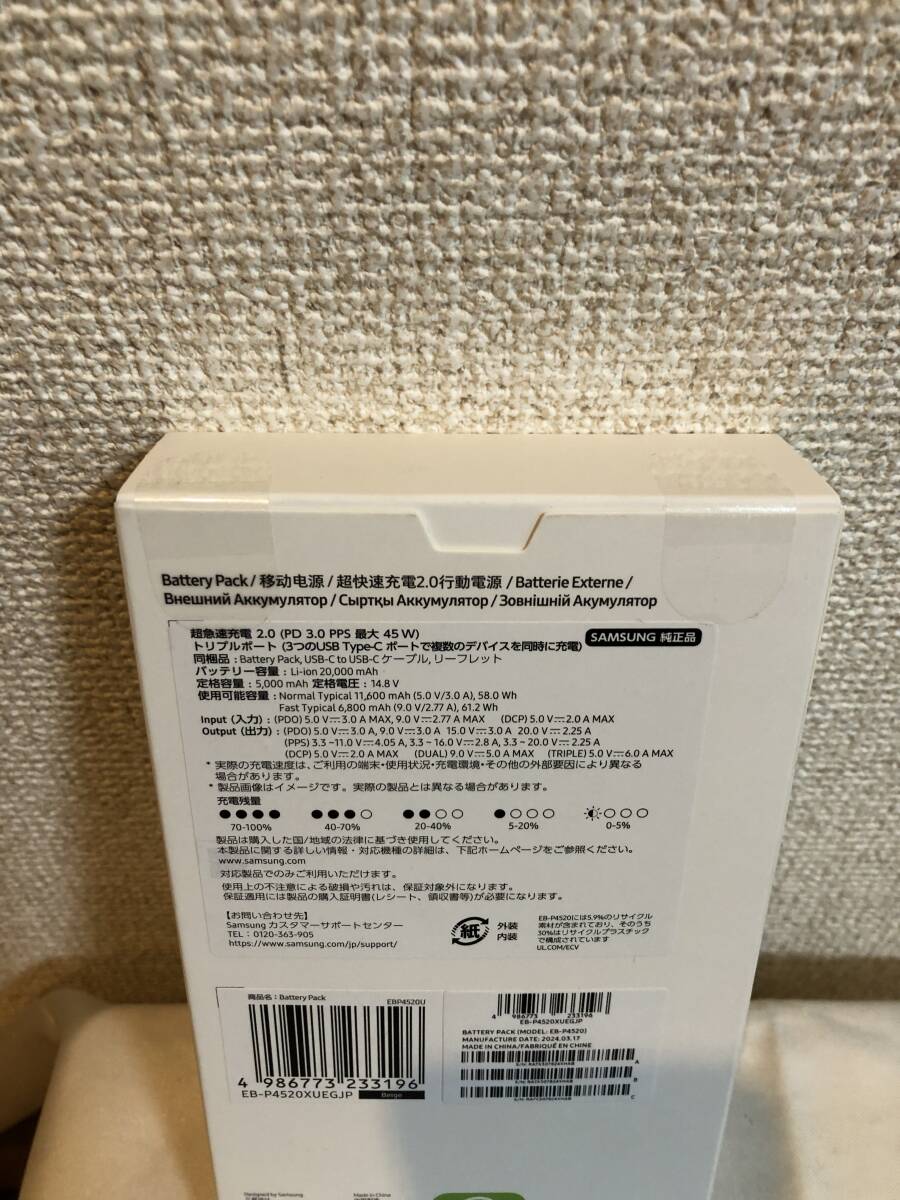 Battery Pack / 移动电源 / 超快速充電2.0行動電源 / Batterie Externe /
Внешний Аккумулятор / Сыртқы Аккумулятор / Зовнішній Акумулятор
超急速充電 2.0 (PD 3.0 PPS 最大 45 W)
SAMSUNG 純正品
トリプルポート (3つのUSB Type-C ポートで複数のデバイスを同時に充電)
同梱品 : Battery Pack, USB-C to USB-C ケーブル, リーフレット
バッテリー容量 : Li-ion 20,000 mAh
定格容量 : 5,000 mAh 定格電圧 : 14.8 V
使用可能容量 : Normal Typical 11,600 mAh (5.0 V/3.0 A), 58.0 Wh
Fast Typical 6,800 mAh (9.0 V/2.77 A), 61.2 Wh
Input (入力) : (PDO) 5.0 V⎓3.0 A MAX, 9.0 V⎓2.77 A MAX (DCP) 5.0 V⎓2.0 A MAX
Output (出力) : (PDO) 5.0 V⎓3.0 A, 9.0 V⎓3.0 A 15.0 V⎓3.0 A 20.0 V⎓2.25 A
(PPS) 3.3 ~11.0 V⎓4.05 A, 3.3 ~ 16.0 V⎓2.8 A, 3.3 ~ 20.0 V⎓2.25 A
(DCP) 5.0 V⎓2.0 A MAX (DUAL) 9.0 V⎓5.0 A MAX (TRIPLE) 5.0 V⎓6.0 A MAX
* 実際の充電速度は、ご利用の端末・使用状況・充電環境・その他の外部要因により異なる
場合があります。
* 製品画像はイメージです。実際の製品とは異なる場合があります。
充電残量
70-100% 40-70% 20-40% 5-20% 0-5%
製品は購入した国/地域の法律に基づき使用してください。
本製品に関する詳しい情報・対応機種の詳細は、下記ホームページをご参照ください。
www.samsung.com
対応製品でのみご利用いただけます。
使用上の不注意による破損や汚れは、保証対象外になります。
保証適用には製品の購入証明書(レシート、領収書等)が必要になります。
【お問い合わせ先】
Samsung カスタマーサポートセンター
TEL : 0120-363-905
https://www.samsung.com/jp/support/
紙
外装
内装
EB-P4520には5.9%のリサイクル
素材が含まれており、そのうち
30%はリサイクルプラスチック
で構成されています
UL.COM/ECV
商品名 : Battery Pack EBP4520U
4 986773 233196
EB-P4520XUEGJP Beige
4 986773 233196
EB-P4520XUEGJP
BATTERY PACK (MODEL: EB-P4520)
MANUFACTURE DATE: 2024.03.17
MADE IN CHINA/FABRIQUÉ EN CHINE
A
B
C
Designed by Samsung
Made in China